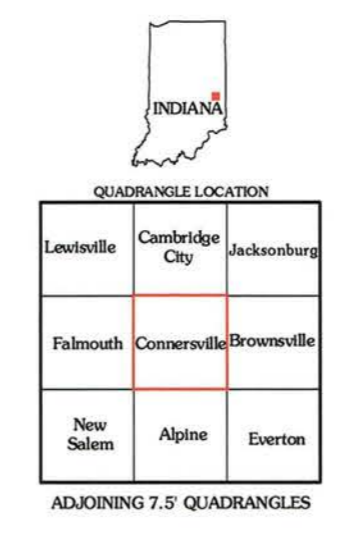 INDIANA
QUADRANGLE LOCATION
Lewisville
Cambridge
City
Jacksonburg
Falmouth
Connersville
Brownsville
New
Salem
Alpine
Everton
ADJOINING 7.5' QUADRANGLES